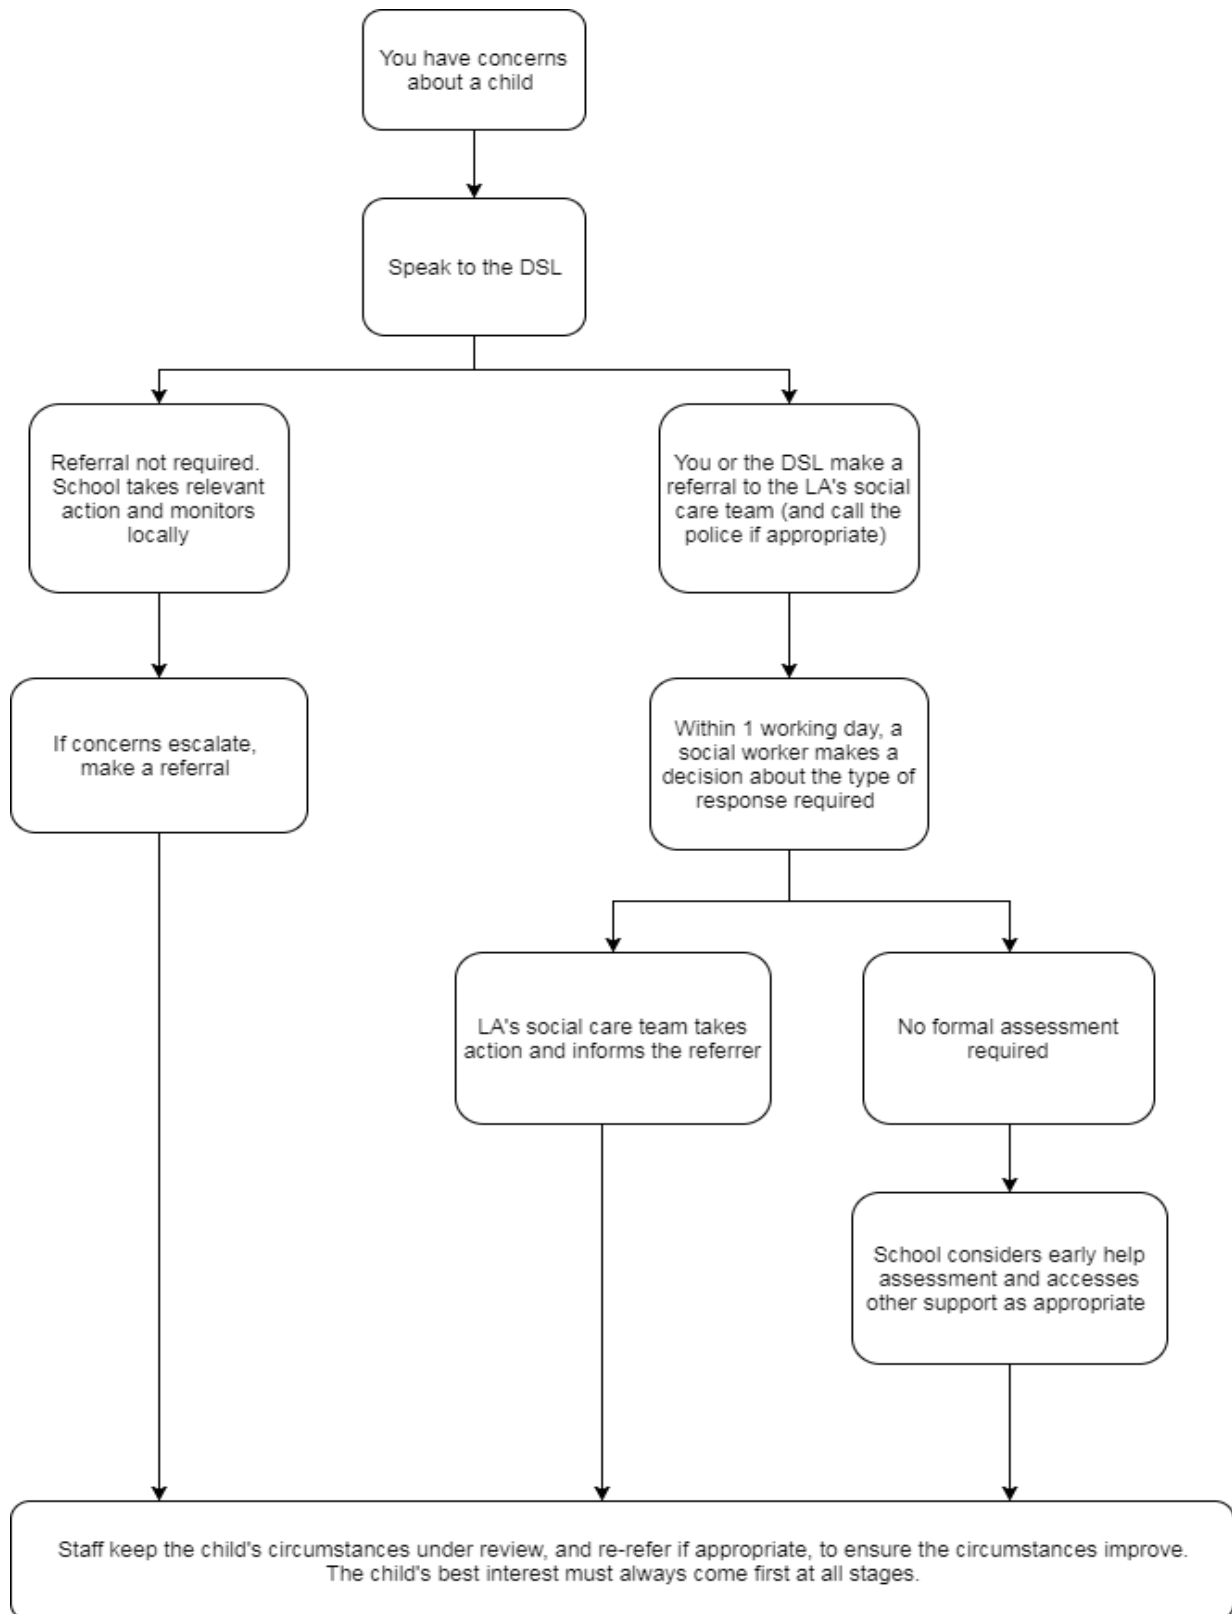 You have concerns
about a child
Speak to the DSL
Referral not required.
School takes relevant
action and monitors
locally
You or the DSL make a
referral to the LA's social
care team (and call the
police if appropriate)
If concerns escalate,
make a referral
Within 1 working day, a
social worker makes a
decision about the type of
response required
LA's social care team takes
action and informs the referrer
No formal assessment
required
School considers early help
assessment and accesses
other support as appropriate
Staff keep the child's circumstances under review, and re-refer if appropriate, to ensure the circumstances improve.
The child's best interest must always come first at all stages.